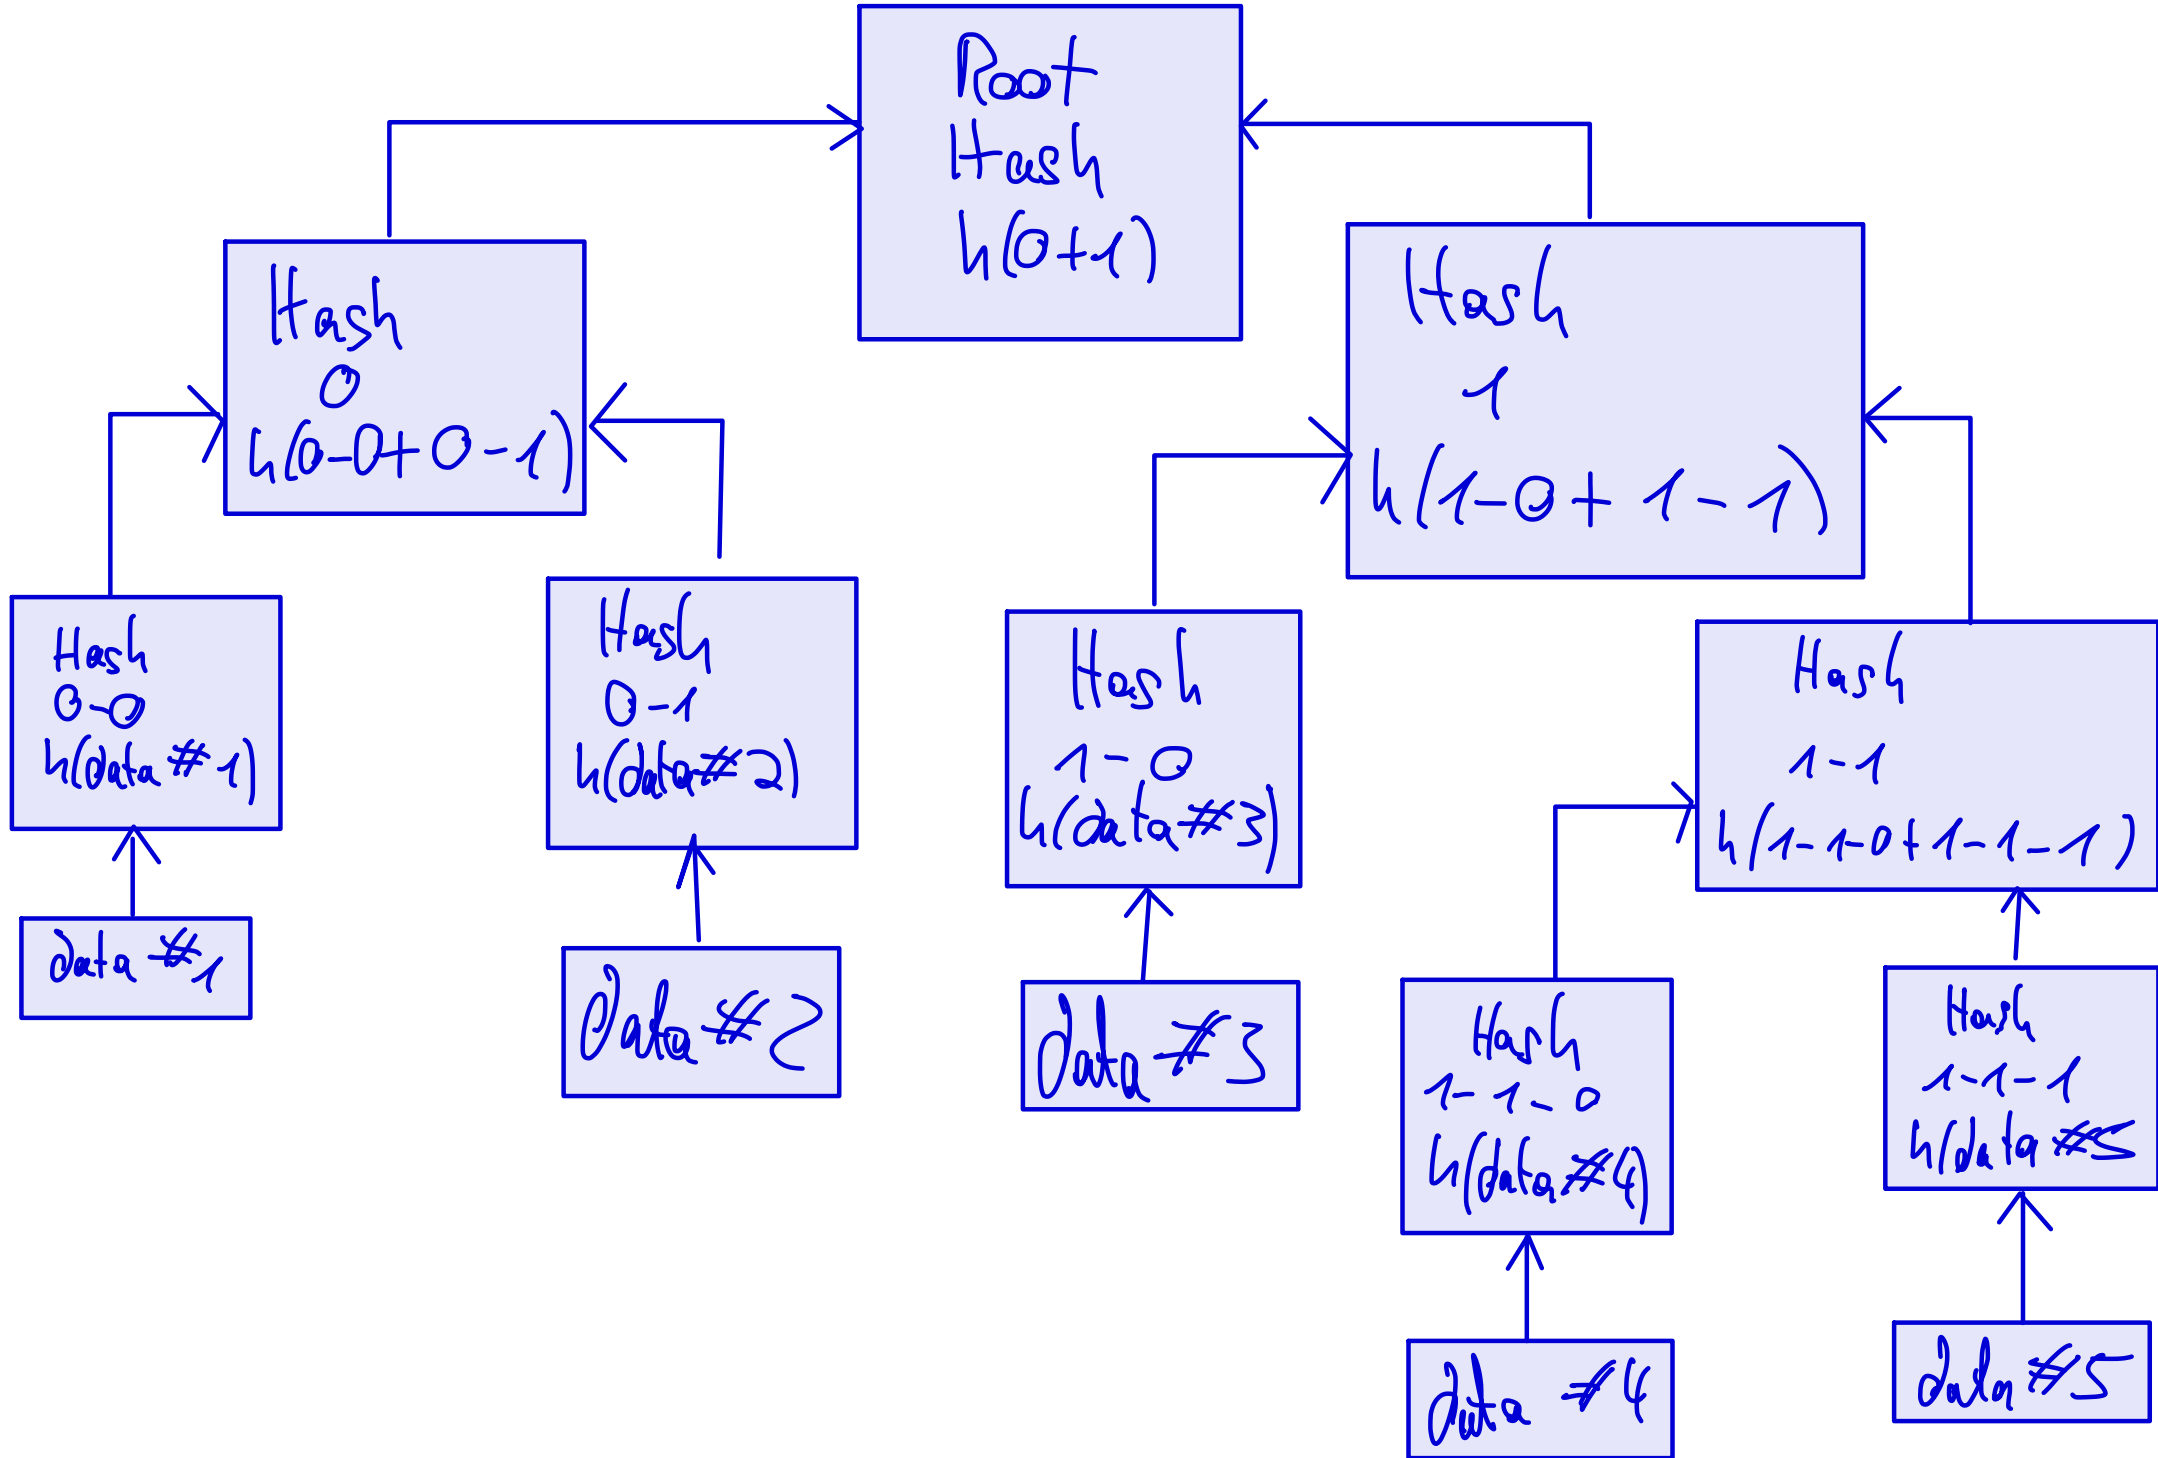 Root
Hash
h(0+1)
Hash
0
h(0-0+0-1)
Hash
1
h(1-0+1-1)
Hash
0-0
h(data#1)
Hash
0-1
h(data#2)
Hash
1-0
h(data#3)
Hash
1-1
h(1-1-0+1-1-1)
data #1
data #2
data #3
Hash
1-1-0
h(data#4)
Hash
1-1-1
h(data#5
data #4
data #5